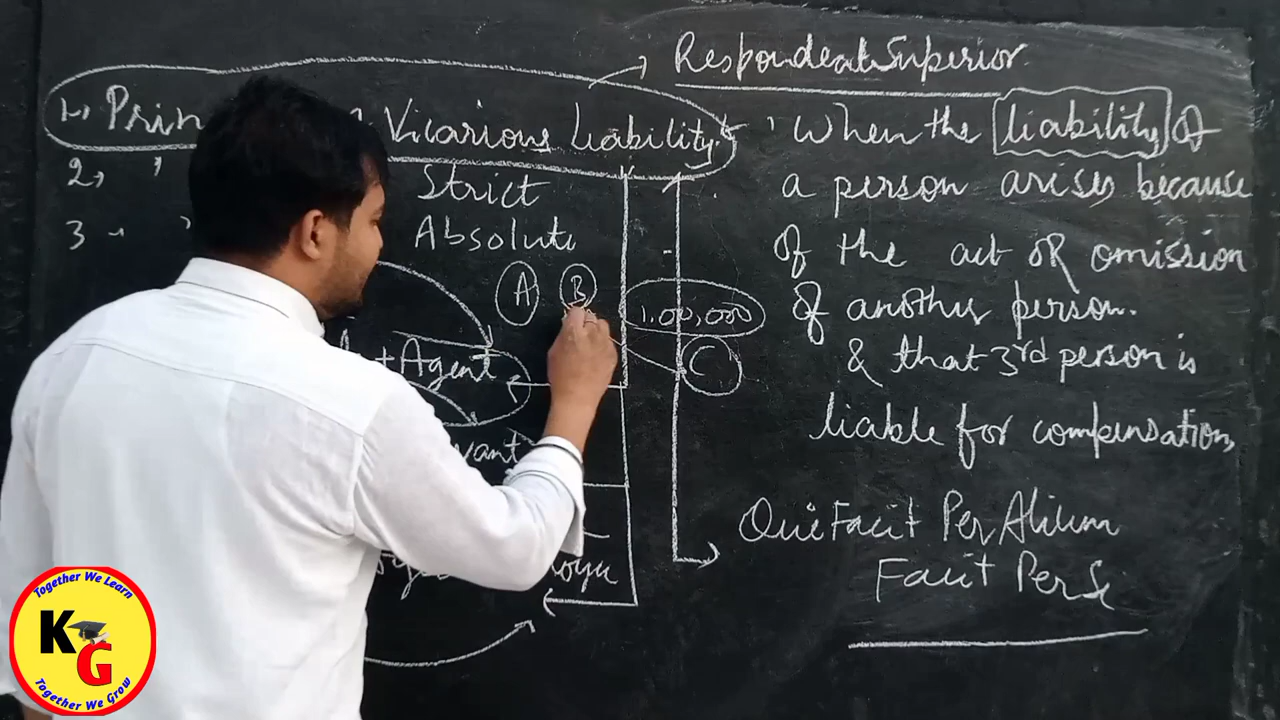 Respondeat Superior
1, Prin Vicarious Liability
2, " Strict
3 " Absolute
A B 1,00,000
C
+ Agent
vant
oyer
' When the liability of
a person arises because
of the act or omission
of another person.
& that 3rd person is
liable for compensation,
Qui Facit Per Alium
Facit Per Se
Together We Learn
K G
Together We Grow